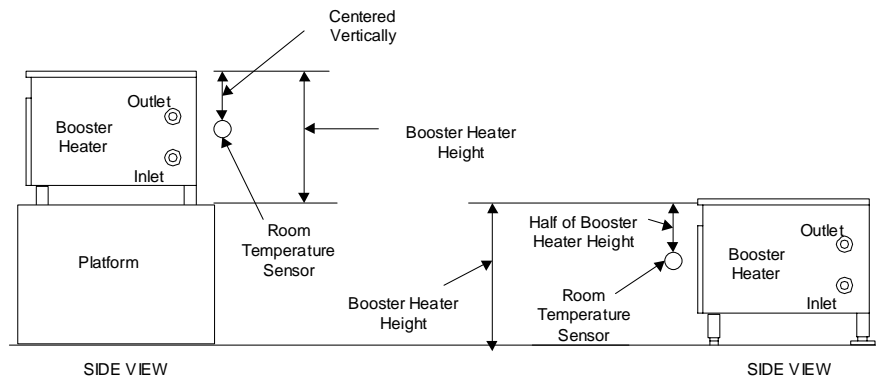 Centered
Vertically
Outlet
Booster
Heater
Inlet
Booster Heater
Height
Room
Temperature
Sensor
Platform
Half of Booster
Heater Height
Booster Heater
Height
Room
Temperature
Sensor
Outlet
Booster
Heater
Inlet
SIDE VIEW
SIDE VIEW